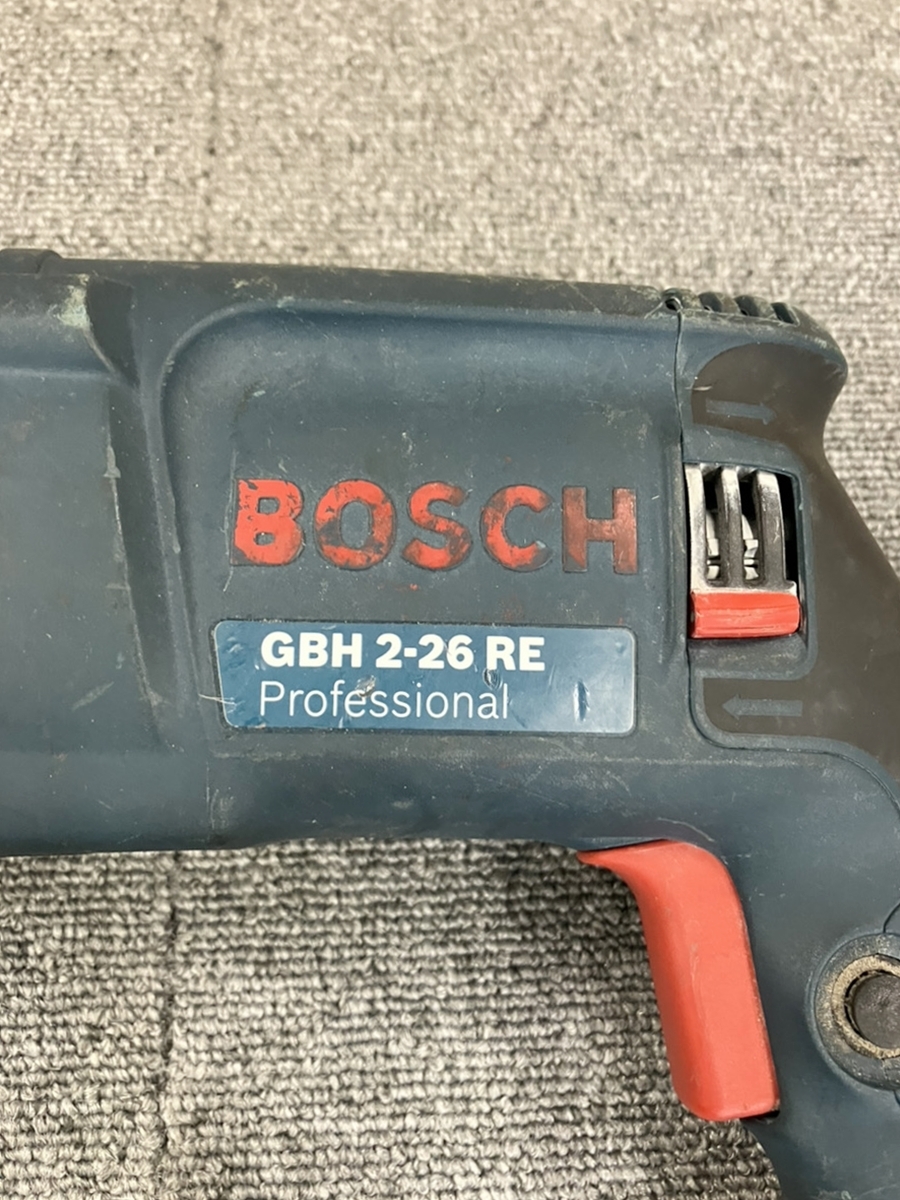 BOSCH
GBH 2-26 RE
Professional